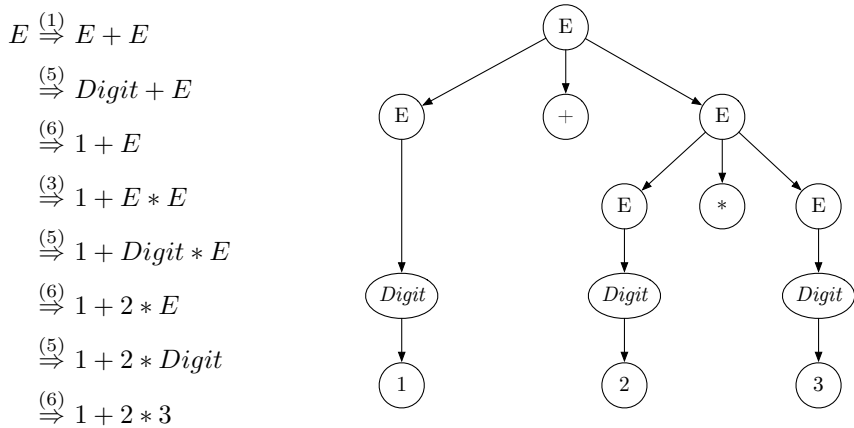 E (1)⇒ E + E
(5)⇒ Digit + E
(6)⇒ 1 + E
(3)⇒ 1 + E ∗ E
(5)⇒ 1 + Digit ∗ E
(6)⇒ 1 + 2 ∗ E
(5)⇒ 1 + 2 ∗ Digit
(6)⇒ 1 + 2 ∗ 3
E
E + E
E ∗ E
Digit Digit Digit
1 2 3